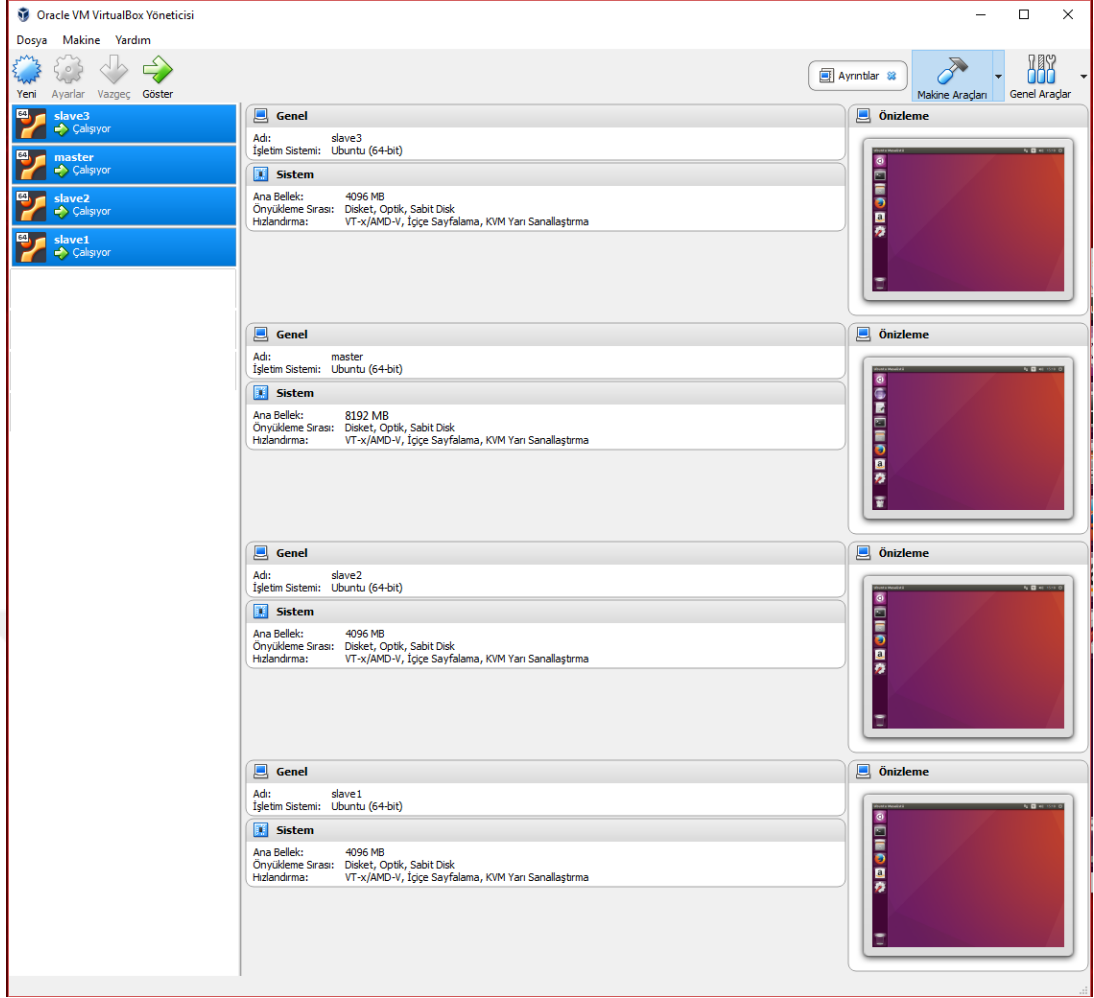 Oracle VM VirtualBox Yöneticisi
Dosya Makine Yardım
Yeni Ayarlar Vazgeç Göster
Ayrıntılar
Makine Araçları
Genel Araçlar
64 slave3
Çalışıyor
64 master
Çalışıyor
64 slave2
Çalışıyor
64 slave1
Çalışıyor
Genel
Adı: slave3
İşletim Sistemi: Ubuntu (64-bit)
Sistem
Ana Bellek: 4096 MB
Önyükleme Sırası: Disket, Optik, Sabit Disk
Hızlandırma: VT-x/AMD-V, İçiçe Sayfalama, KVM Yarı Sanallaştırma
Önizleme
Genel
Adı: master
İşletim Sistemi: Ubuntu (64-bit)
Sistem
Ana Bellek: 8192 MB
Önyükleme Sırası: Disket, Optik, Sabit Disk
Hızlandırma: VT-x/AMD-V, İçiçe Sayfalama, KVM Yarı Sanallaştırma
Önizleme
Genel
Adı: slave2
İşletim Sistemi: Ubuntu (64-bit)
Sistem
Ana Bellek: 4096 MB
Önyükleme Sırası: Disket, Optik, Sabit Disk
Hızlandırma: VT-x/AMD-V, İçiçe Sayfalama, KVM Yarı Sanallaştırma
Önizleme
Genel
Adı: slave1
İşletim Sistemi: Ubuntu (64-bit)
Sistem
Ana Bellek: 4096 MB
Önyükleme Sırası: Disket, Optik, Sabit Disk
Hızlandırma: VT-x/AMD-V, İçiçe Sayfalama, KVM Yarı Sanallaştırma
Önizleme